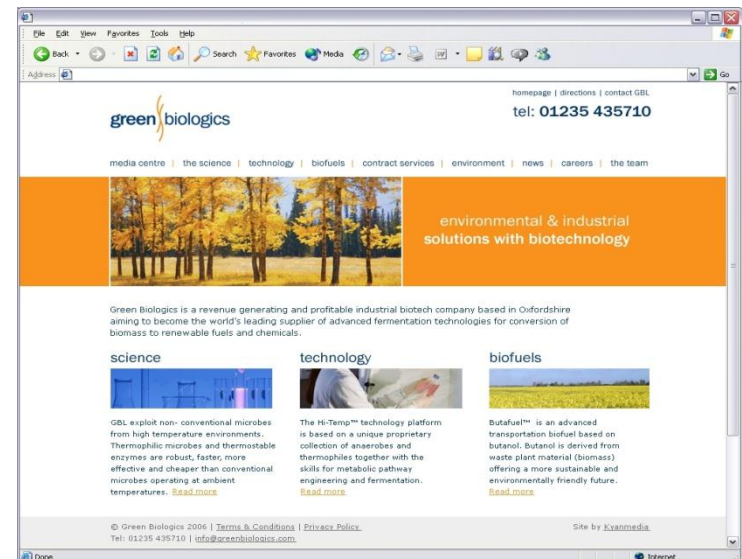 File Edit View Favorites Tools Help
Back Search Favorites Media
Address Go
homepage | directions | contact GBL
tel: 01235 435710
green biologics
media centre | the science | technology | biofuels | contract services | environment | news | careers | the team
environmental & industrial
solutions with biotechnology
Green Biologics is a revenue generating and profitable industrial biotech company based in Oxfordshire
aiming to become the world's leading supplier of advanced fermentation technologies for conversion of
biomass to renewable fuels and chemicals.
science
GBL exploit non- conventional microbes
from high temperature environments.
Thermophilic microbes and thermostable
enzymes are robust, faster, more
effective and cheaper than conventional
microbes operating at ambient
temperatures. Read more
technology
The Hi-Temp™ technology platform
is based on a unique proprietary
collection of anaerobes and
thermophiles together with the
skills for metabolic pathway
engineering and fermentation.
Read more
biofuels
Butafuel™ is an advanced
transportation biofuel based on
butanol. Butanol is derived from
waste plant material (biomass)
offering a more sustainable and
environmentally friendly future.
Read more
© Green Biologics 2006 | Terms & Conditions | Privacy Policy
Site by Kyanmedia
Tel: 01235 435710 | info@greenbiologics.com
Done Internet